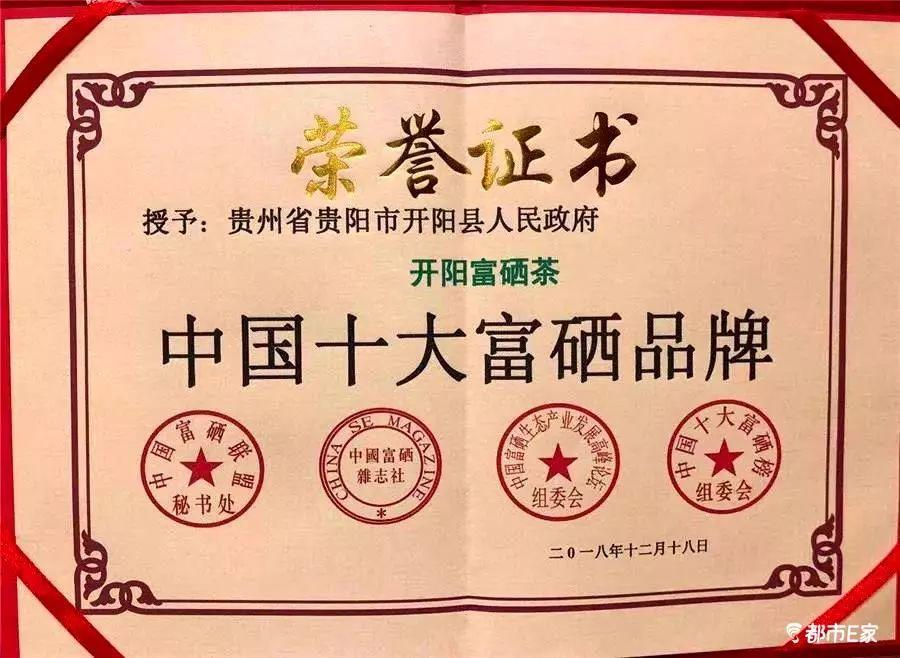 荣誉证书
授予：贵州省贵阳市开阳县人民政府
开阳富硒茶
中国十大富硒品牌
中国富硒联盟
秘书处
CHINA SE MAGAZINE
中國富硒
雜志社
*
中国富硒生态产业发展高峰论坛
组委会
中国十大富硒榜
组委会
二0一八年十二月十八日
都市E家